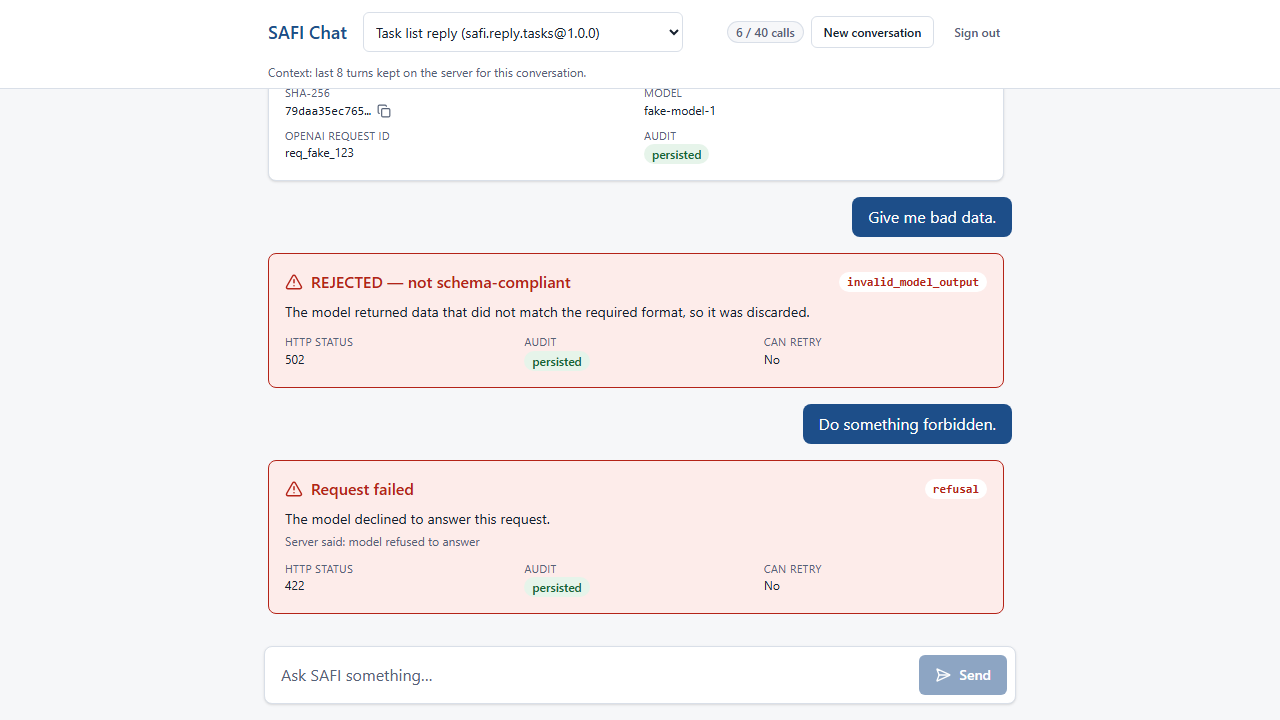 SAFI Chat
Task list reply (safi.reply.tasks@1.0.0)
6 / 40 calls
New conversation
Sign out
Context: last 8 turns kept on the server for this conversation.
SHA-256
79daa35ec765…
MODEL
fake-model-1
OPENAI REQUEST ID
req_fake_123
AUDIT
persisted
Give me bad data.
REJECTED — not schema-compliant
invalid_model_output
The model returned data that did not match the required format, so it was discarded.
HTTP STATUS
502
AUDIT
persisted
CAN RETRY
No
Do something forbidden.
Request failed
refusal
The model declined to answer this request.
Server said: model refused to answer
HTTP STATUS
422
AUDIT
persisted
CAN RETRY
No
Ask SAFI something...
Send